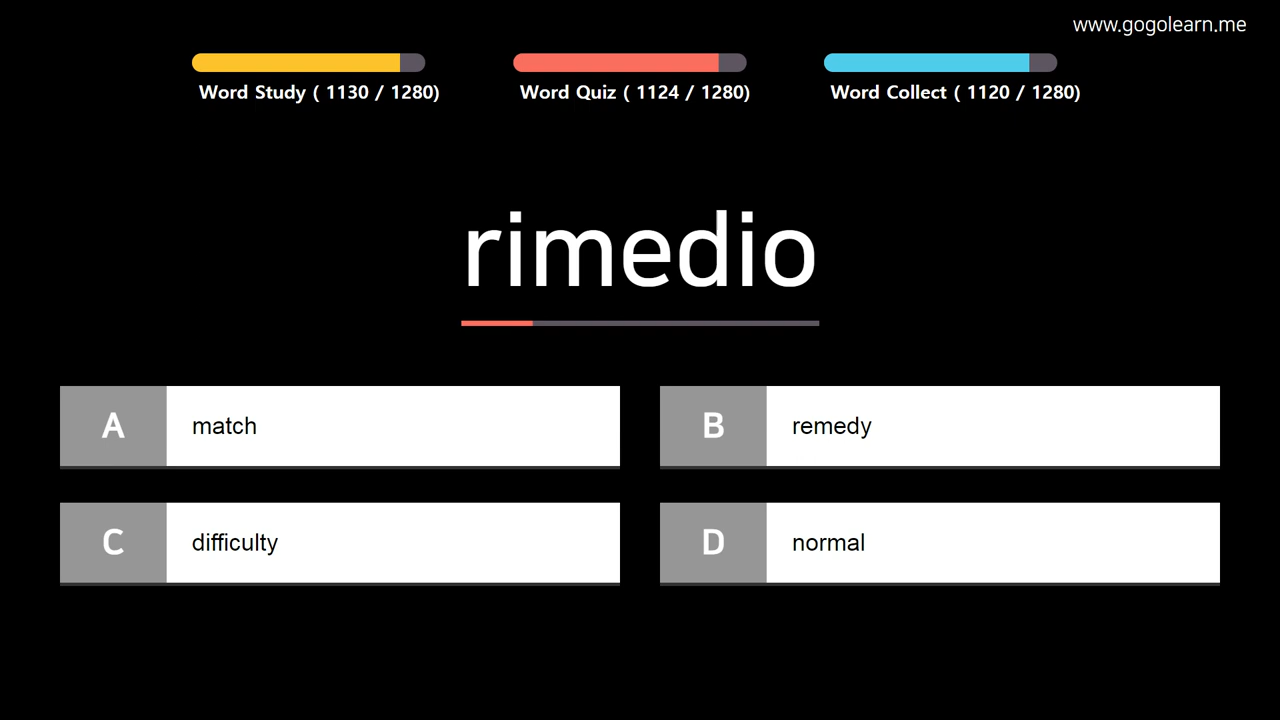 www.gogolearn.me
Word Study ( 1130 / 1280)
Word Quiz ( 1124 / 1280)
Word Collect ( 1120 / 1280)
rimedio
A match
B remedy
C difficulty
D normal